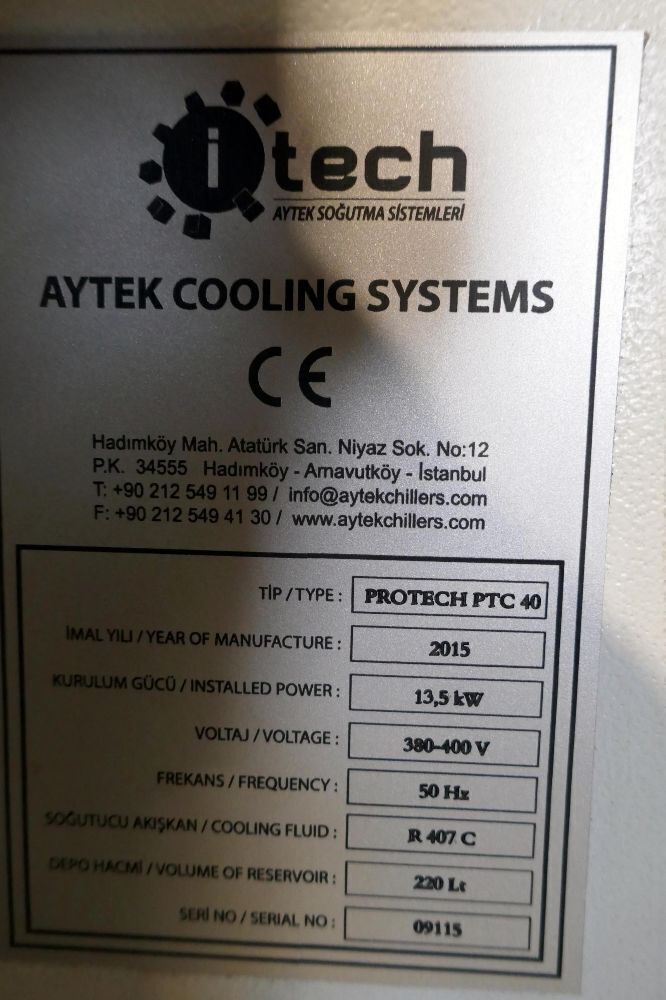 itech
AYTEK SOĞUTMA SİSTEMLERİ
AYTEK COOLING SYSTEMS
CE
Hadımköy Mah. Atatürk San. Niyaz Sok. No:12
P.K. 34555 Hadımköy - Arnavutköy - İstanbul
T: +90 212 549 11 99 / info@aytekchillers.com
F: +90 212 549 41 30 / www.aytekchillers.com
TİP / TYPE : PROTECH PTC 40
İMAL YILI / YEAR OF MANUFACTURE : 2015
KURULUM GÜCÜ / INSTALLED POWER : 13,5 kW
VOLTAJ / VOLTAGE : 380-400 V
FREKANS / FREQUENCY : 50 Hz
SOĞUTUCU AKIŞKAN / COOLING FLUID : R 407 C
DEPO HACMİ / VOLUME OF RESERVOIR : 220 Lt
SERİ NO / SERIAL NO : 09115